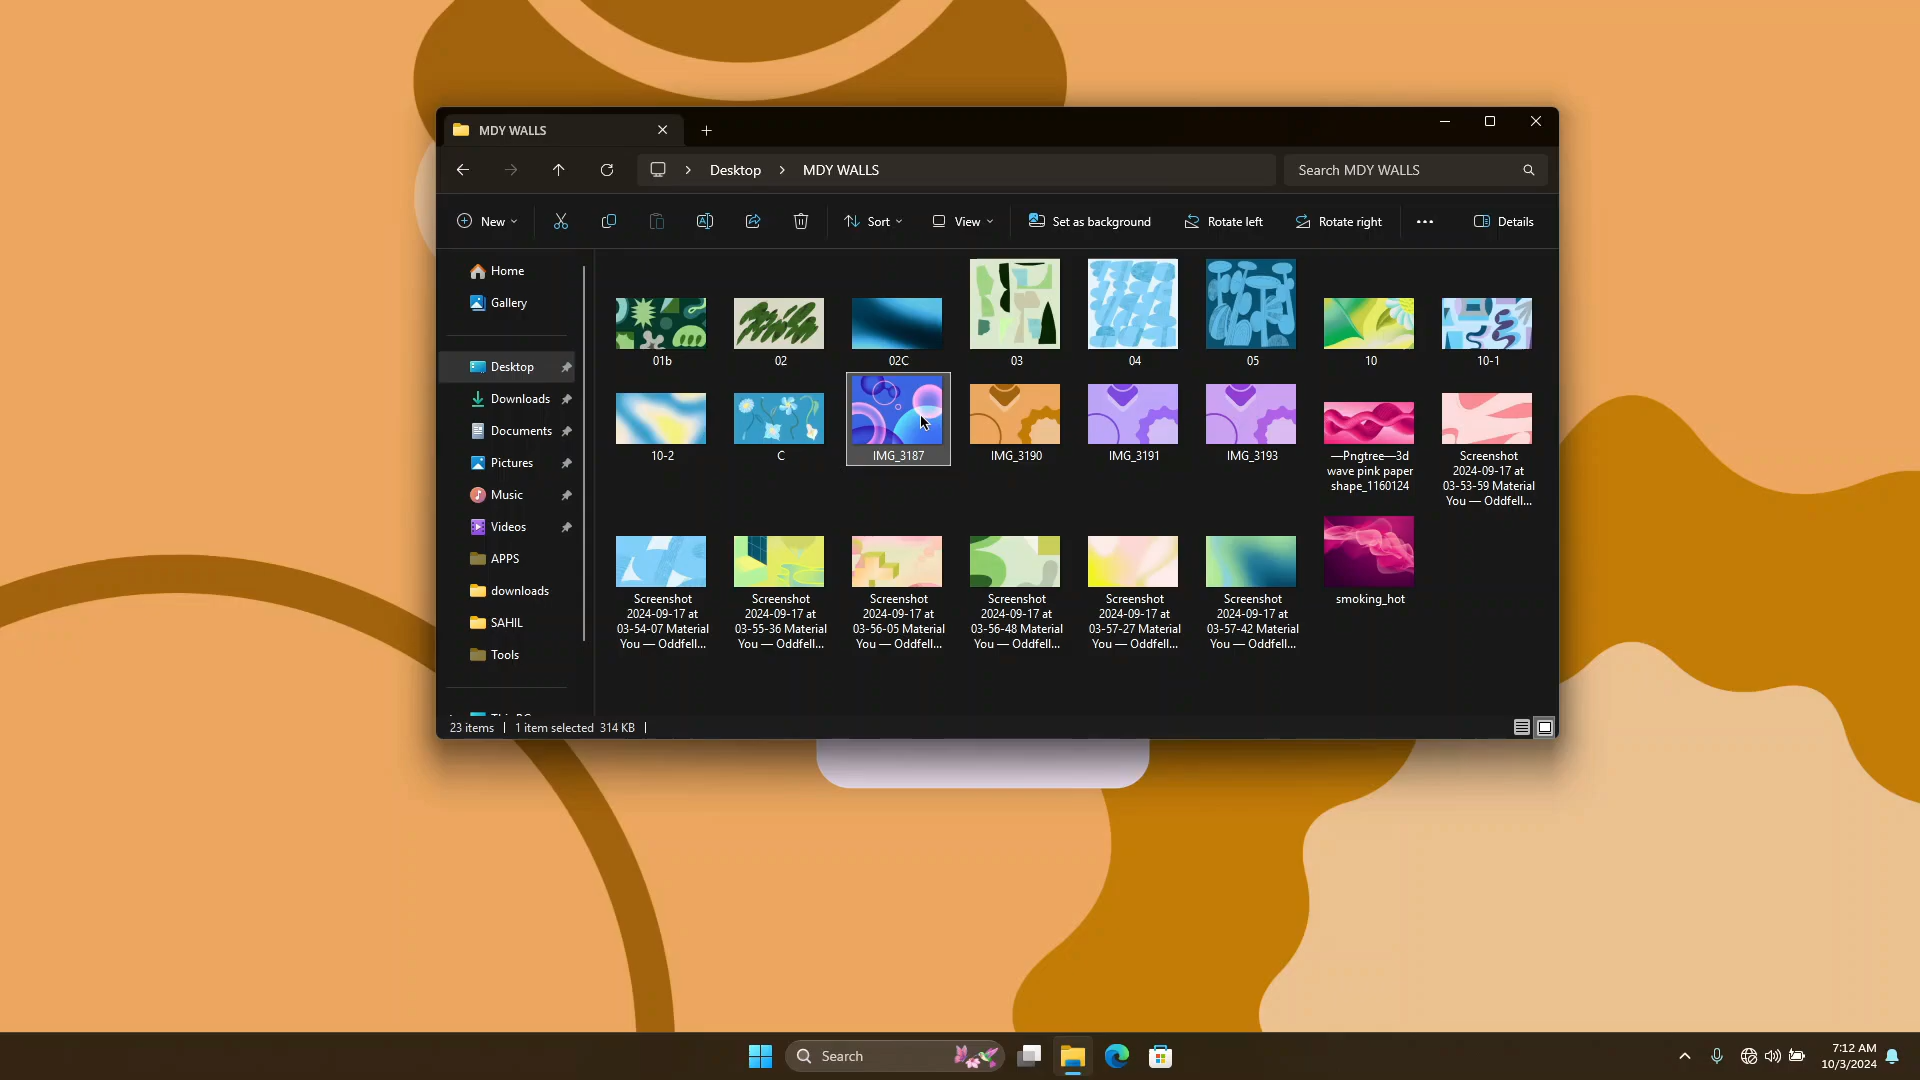 MDY WALLS
Desktop
MDY WALLS
Search MDY WALLS
New
Sort
View
Set as background
Rotate left
Rotate right
Details
Home
Gallery
Desktop
Downloads
Documents
Pictures
Music
Videos
APPS
downloads
SAHIL
Tools
01b
02
02C
03
04
05
10
10-1
10-2
C
IMG_3187
IMG_3190
IMG_3191
IMG_3193
—Pngtree—3d
wave pink paper
shape_1160124
Screenshot
2024-09-17 at
03-53-59 Material
You — Oddfell...
Screenshot
2024-09-17 at
03-54-07 Material
You — Oddfell...
Screenshot
2024-09-17 at
03-55-36 Material
You — Oddfell...
Screenshot
2024-09-17 at
03-56-05 Material
You — Oddfell...
Screenshot
2024-09-17 at
03-56-48 Material
You — Oddfell...
Screenshot
2024-09-17 at
03-57-27 Material
You — Oddfell...
Screenshot
2024-09-17 at
03-57-42 Material
You — Oddfell...
smoking_hot
23 items
1 item selected 314 KB
Search
7:12 AM
10/3/2024